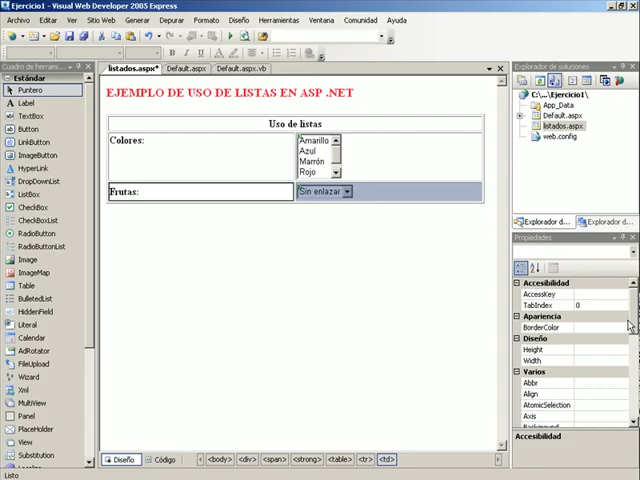 Ejercicio1 - Visual Web Developer 2005 Express
Archivo Editar Ver Sitio Web Generar Depurar Formato Diseño Herramientas Ventana Comunidad Ayuda
Cuadro de herramie...
listados.aspx* Default.aspx Default.aspx.vb
Estándar
Puntero
Label
TextBox
Button
LinkButton
ImageButton
HyperLink
DropDownList
ListBox
CheckBox
CheckBoxList
RadioButton
RadioButtonList
Image
ImageMap
Table
BulletedList
HiddenField
Literal
Calendar
AdRotator
FileUpload
Wizard
Xml
MultiView
Panel
PlaceHolder
View
Substitution
EJEMPLO DE USO DE LISTAS EN ASP .NET
Uso de listas
Colores:
Amarillo
Azul
Marrón
Rojo
Frutas:
Sin enlazar
Diseño Código <body> <div> <span> <strong> <table> <tr> <td>
Explorador de soluciones
C:\...\Ejercicio1\
App_Data
Default.aspx
listados.aspx
web.config
Explorador d... Explorador d...
Propiedades
Accesibilidad
AccessKey
TabIndex 0
Apariencia
BorderColor
Diseño
Height
Width
Varios
Abbr
Align
AtomicSelection
Axis
Accesibilidad
Listo